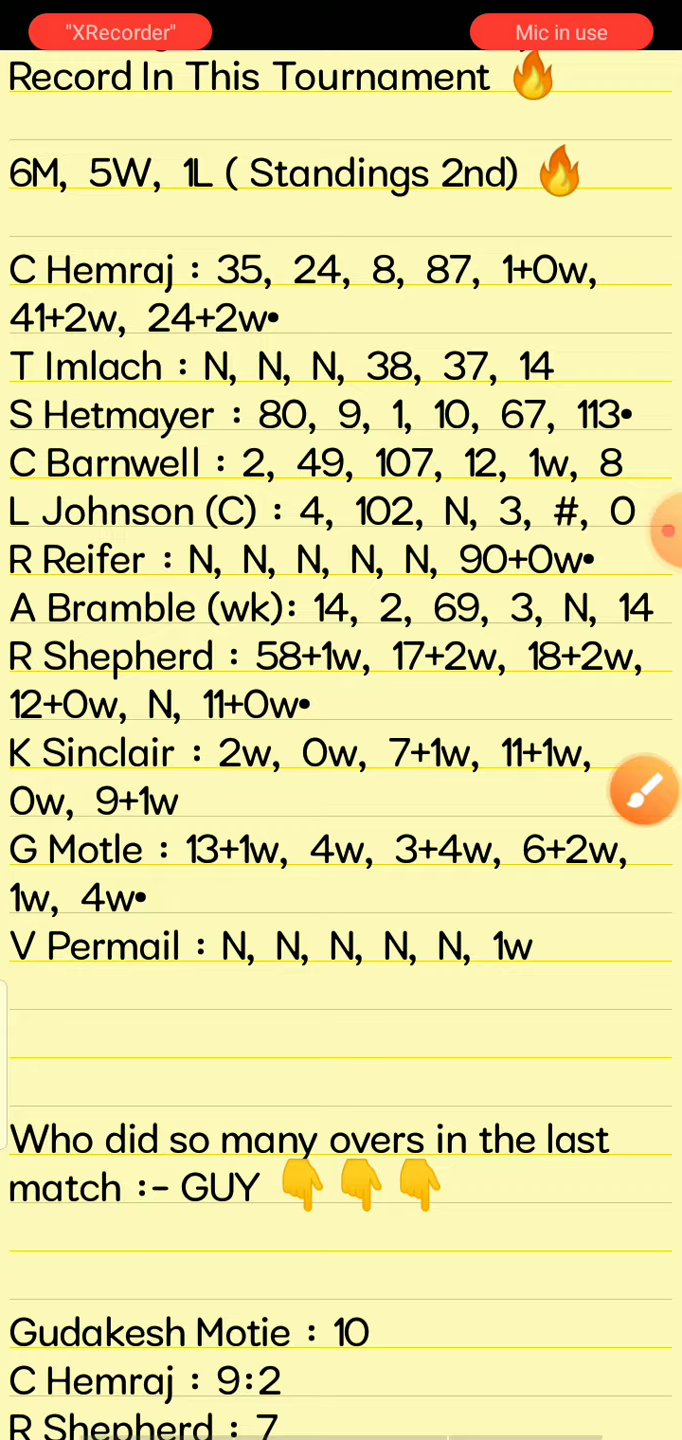 "XRecorder"
Mic in use
Record In This Tournament 🔥
6M, 5W, 1L ( Standings 2nd) 🔥
C Hemraj : 35, 24, 8, 87, 1+0w,
41+2w, 24+2w•
T Imlach : N, N, N, 38, 37, 14
S Hetmayer : 80, 9, 1, 10, 67, 113•
C Barnwell : 2, 49, 107, 12, 1w, 8
L Johnson (C) : 4, 102, N, 3, #, 0
R Reifer : N, N, N, N, N, 90+0w•
A Bramble (wk): 14, 2, 69, 3, N, 14
R Shepherd : 58+1w, 17+2w, 18+2w,
12+0w, N, 11+0w•
K Sinclair : 2w, 0w, 7+1w, 11+1w,
0w, 9+1w
G Motle : 13+1w, 4w, 3+4w, 6+2w,
1w, 4w•
V Permail : N, N, N, N, N, 1w
Who did so many overs in the last
match :- GUY 👇👇👇
Gudakesh Motie : 10
C Hemraj : 9:2
R Shepherd : 7